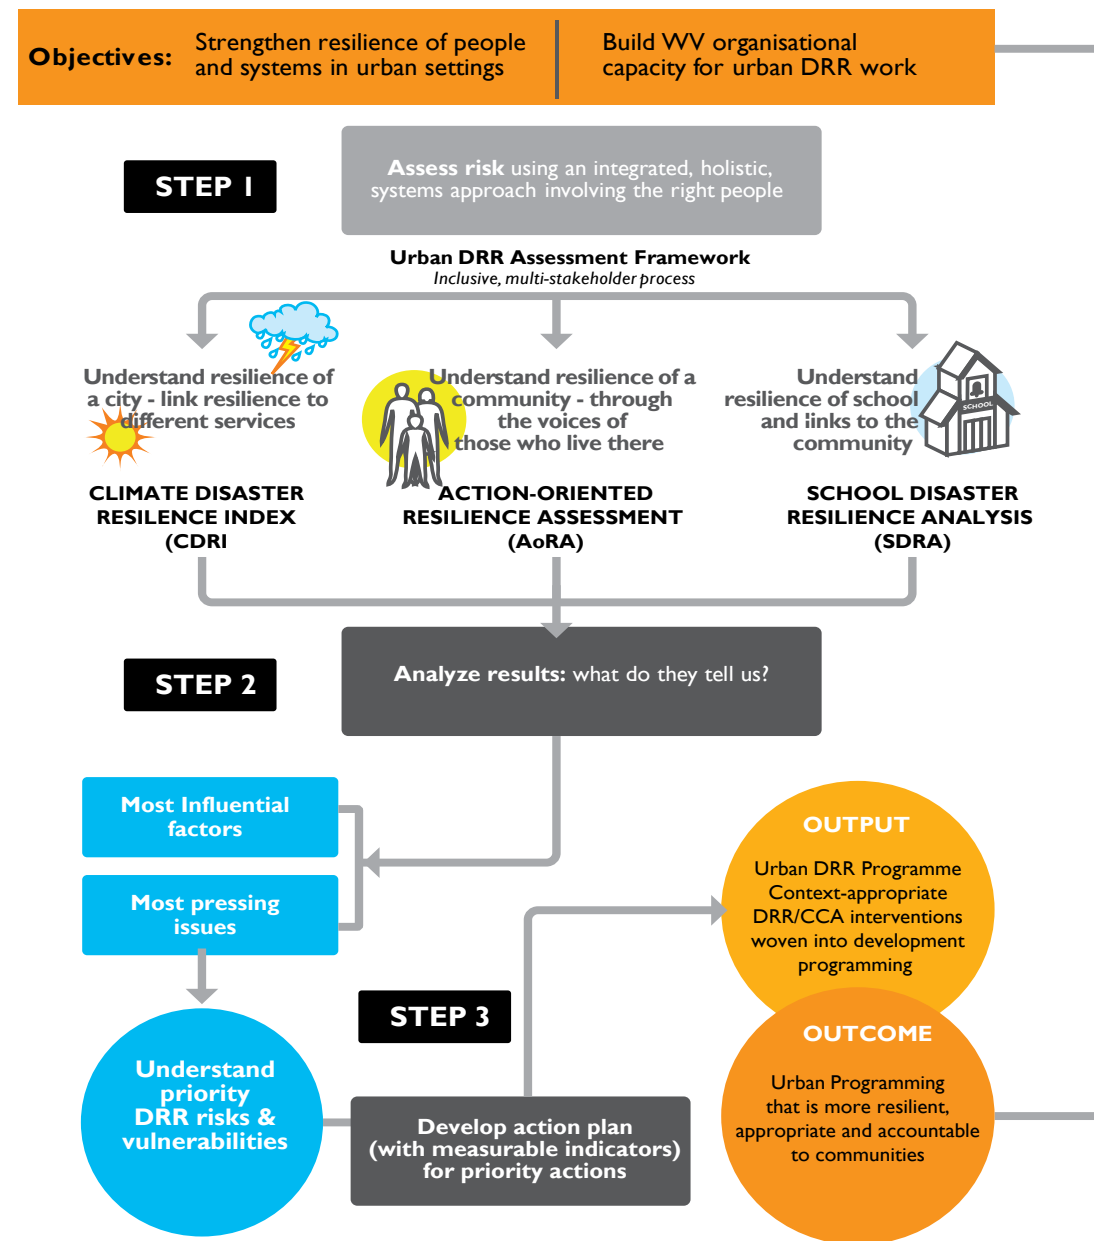 Objectives:
Strengthen resilience of people
and systems in urban settings
Build WV organisational
capacity for urban DRR work
STEP 1
Assess risk using an integrated, holistic,
systems approach involving the right people
Urban DRR Assessment Framework
Inclusive, multi-stakeholder process
Understand resilience of
a city - link resilience to
different services
Understand resilience of a
community - through
the voices of
those who live there
Understand
resilience of school
and iinks to the
community
SCHOOL
CLIMATE DISASTER
RESILENCE INDEX
(CDRI
ACTION-ORIENTED
RESILIENCE ASSESSMENT
(AoRA)
SCHOOL DISASTER
RESILIENCE ANALYSIS
(SDRA)
STEP 2
Analyze results: what do they tell us?
Most Influential
factors
Most pressing
issues
OUTPUT
Urban DRR Programme
Context-appropriate
DRR/CCA interventions
woven into development
programming
STEP 3
Understand
priority
DRR risks &
vulnerabilities
Develop action plan
(with measurable indicators)
for priority actions
OUTCOME
Urban Programming
that is more resilient,
appropriate and accountable
to communities